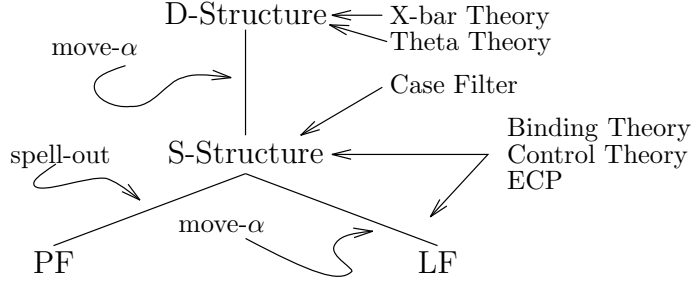 D-Structure
X-bar Theory
Theta Theory
move-α
Case Filter
Binding Theory
spell-out
S-Structure
Control Theory
ECP
move-α
PF
LF